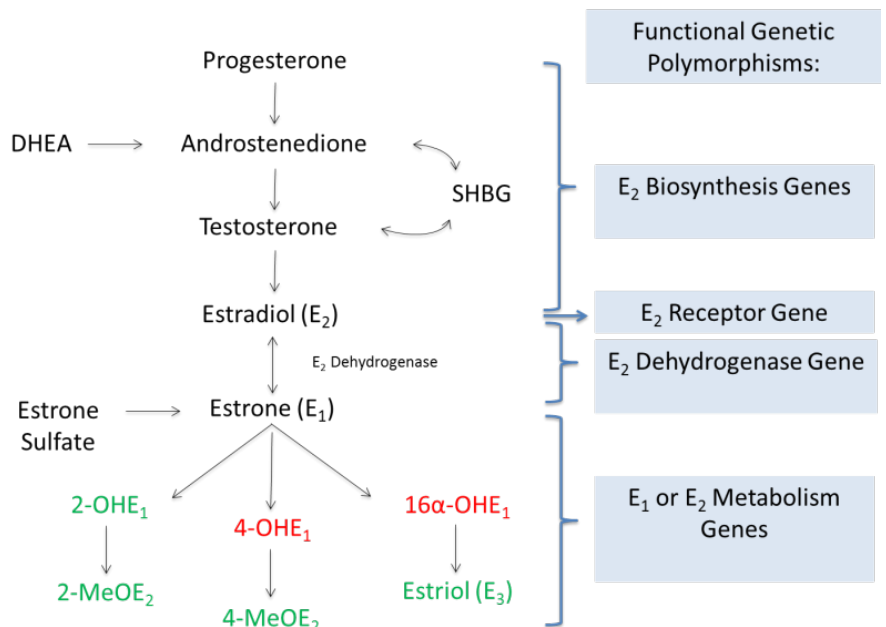 Functional Genetic
Polymorphisms:
Progesterone
DHEA
Androstenedione
SHBG
E₂ Biosynthesis Genes
Testosterone
Estradiol (E₂)
E₂ Receptor Gene
E₂ Dehydrogenase
E₂ Dehydrogenase Gene
Estrone
Sulfate
Estrone (E₁)
2-OHE₁
4-OHE₁
16α-OHE₁
E₁ or E₂ Metabolism
Genes
2-MeOE₂
4-MeOE₂
Estriol (E₃)